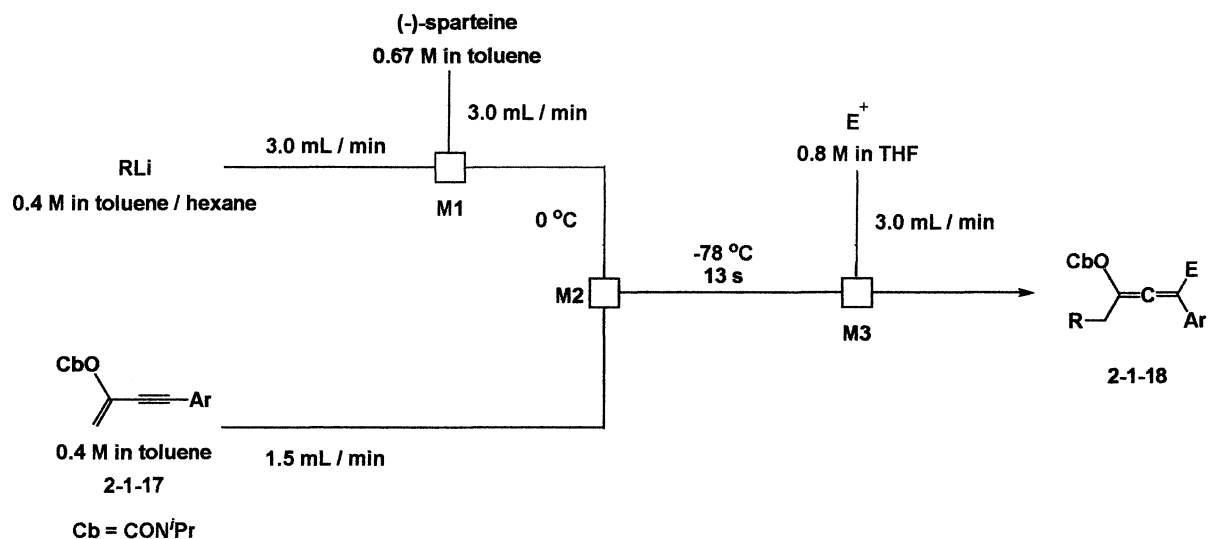 (-)-sparteine
0.67 M in toluene
3.0 mL / min
E+
0.8 M in THF
3.0 mL / min
RLi
0.4 M in toluene / hexane
3.0 mL / min
M1
0 °C
-78 °C
13 s
M2
M3
CbO
E
C
R
Ar
2-1-18
CbO
Ar
0.4 M in toluene
2-1-17
1.5 mL / min
Cb = CONiPr